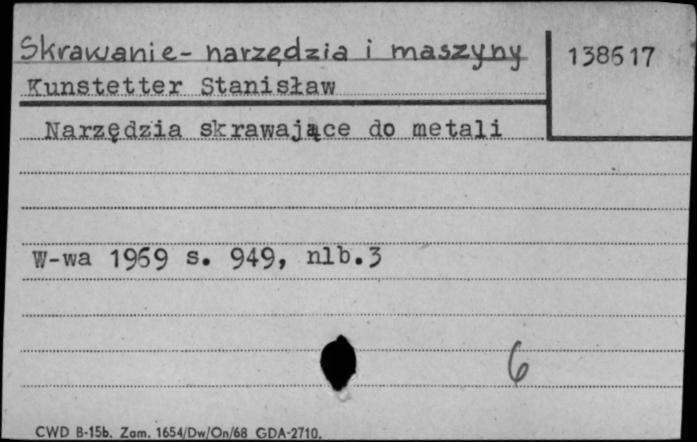 Skrawanie - narzędzia i maszyny
138617
Kunstetter Stanisław
Narzędzia skrawające do metali
W-wa 1969 s. 949, nlb.3
6
CWD B-15b. Zam. 1654/Dw/On/68 GDA-2710.